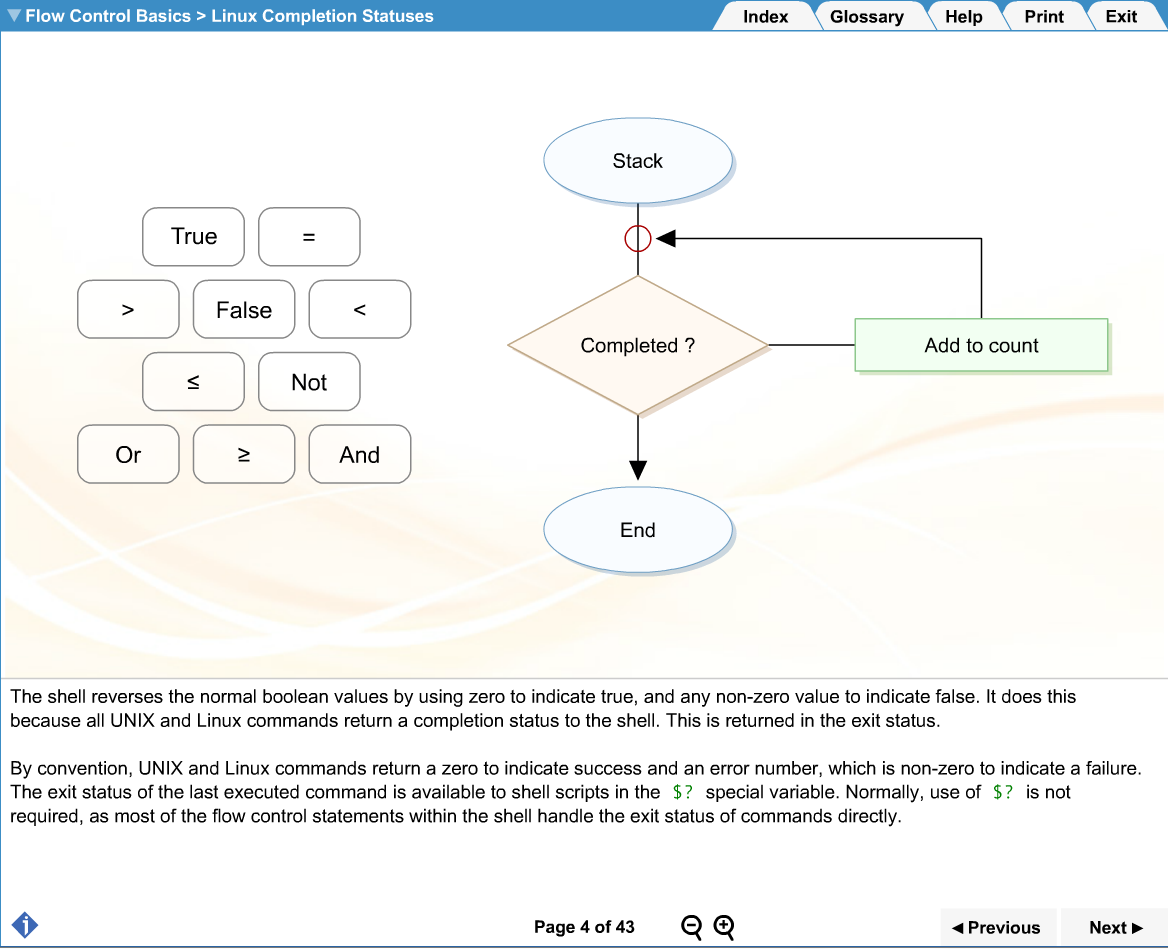 Flow Control Basics > Linux Completion Statuses
Index Glossary Help Print Exit
Stack
True =
> False <
Completed ?
Add to count
≤ Not
Or ≥ And
End
The shell reverses the normal boolean values by using zero to indicate true, and any non-zero value to indicate false. It does this
because all UNIX and Linux commands return a completion status to the shell. This is returned in the exit status.
By convention, UNIX and Linux commands return a zero to indicate success and an error number, which is non-zero to indicate a failure.
The exit status of the last executed command is available to shell scripts in the $? special variable. Normally, use of $? is not
required, as most of the flow control statements within the shell handle the exit status of commands directly.
Page 4 of 43
Previous Next